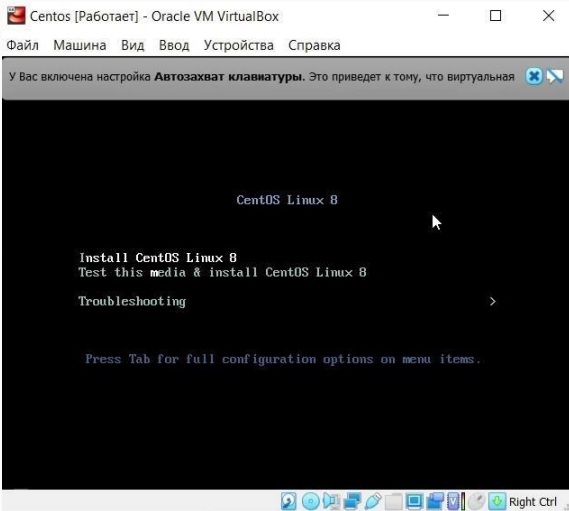 Centos [Работает] - Oracle VM VirtualBox
Файл Машина Вид Ввод Устройства Справка
У Вас включена настройка Автозахват клавиатуры. Это приведет к тому, что виртуальная
CentOS Linux 8
Install CentOS Linux 8
Test this media & install CentOS Linux 8
Troubleshooting >
Press Tab for full configuration options on menu items.
Right Ctrl